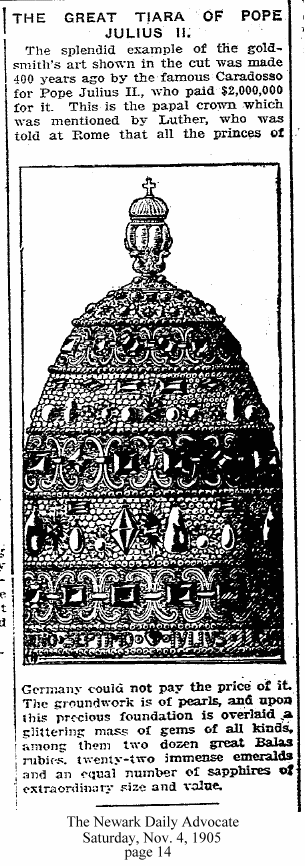 THE GREAT TIARA OF POPE
JULIUS II.
The splendid example of the gold-
smith's art shown in the cut was made
400 years ago by the famous Caradosso
for Pope Julius II., who paid $2,000,000
for it. This is the papal crown which
was mentioned by Luther, who was
told at Rome that all the princes of
SEPTIMO IVLIVS
Germany could not pay the price of it.
The groundwork is of pearls, and upon
this precious foundation is overlaid a
glittering mass of gems of all kinds,
among them two dozen great Balas
rubies, twenty-two immense emeralds
and an equal number of sapphires of
extraordinary size and value.
The Newark Daily Advocate
Saturday, Nov. 4, 1905
page 14